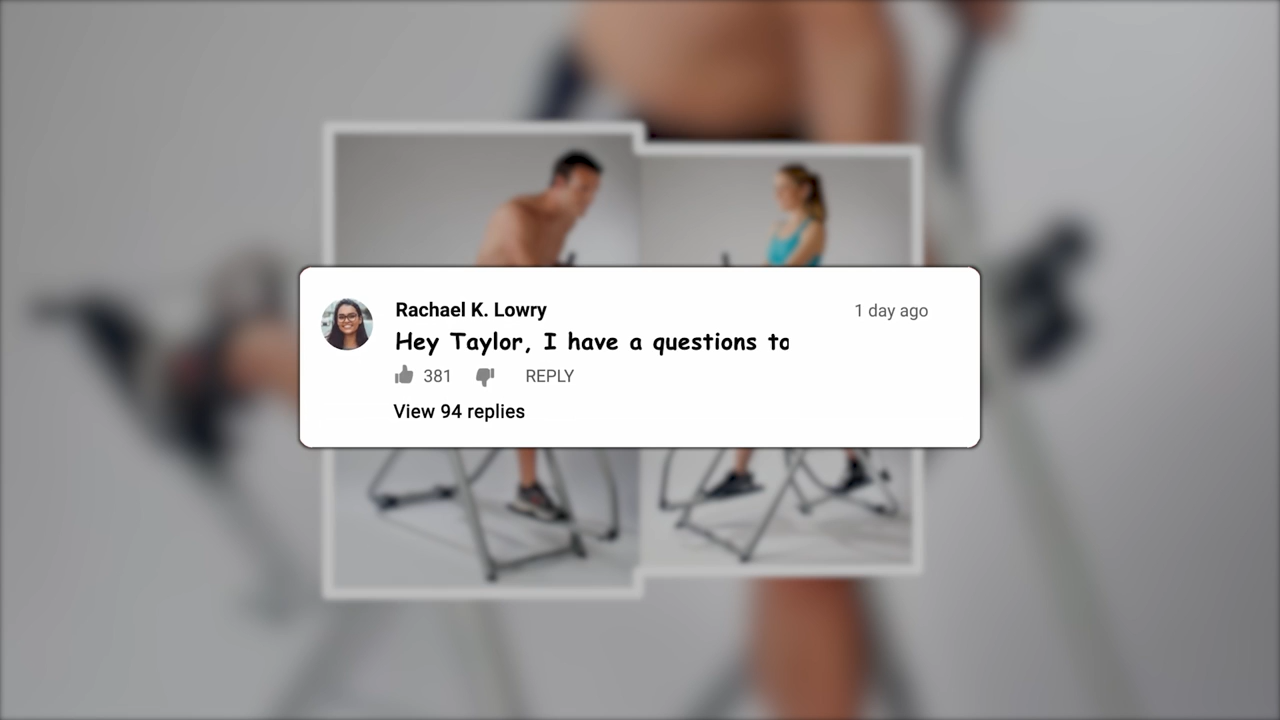 Rachael K. Lowry
1 day ago
Hey Taylor, I have a questions to
381
REPLY
View 94 replies